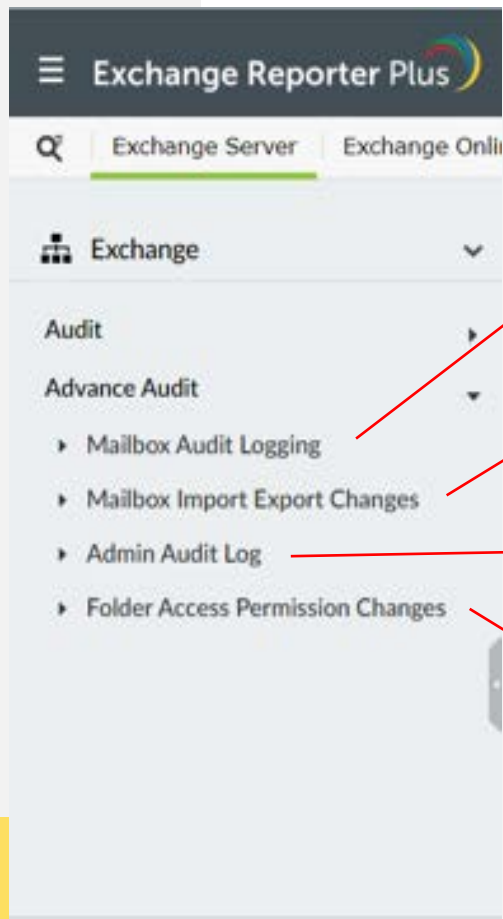 Exchange Reporter Plus
Exchange Server Exchange Onlin
Exchange
Audit
Advance Audit
Mailbox Audit Logging
Mailbox Import Export Changes
Admin Audit Log
Folder Access Permission Changes